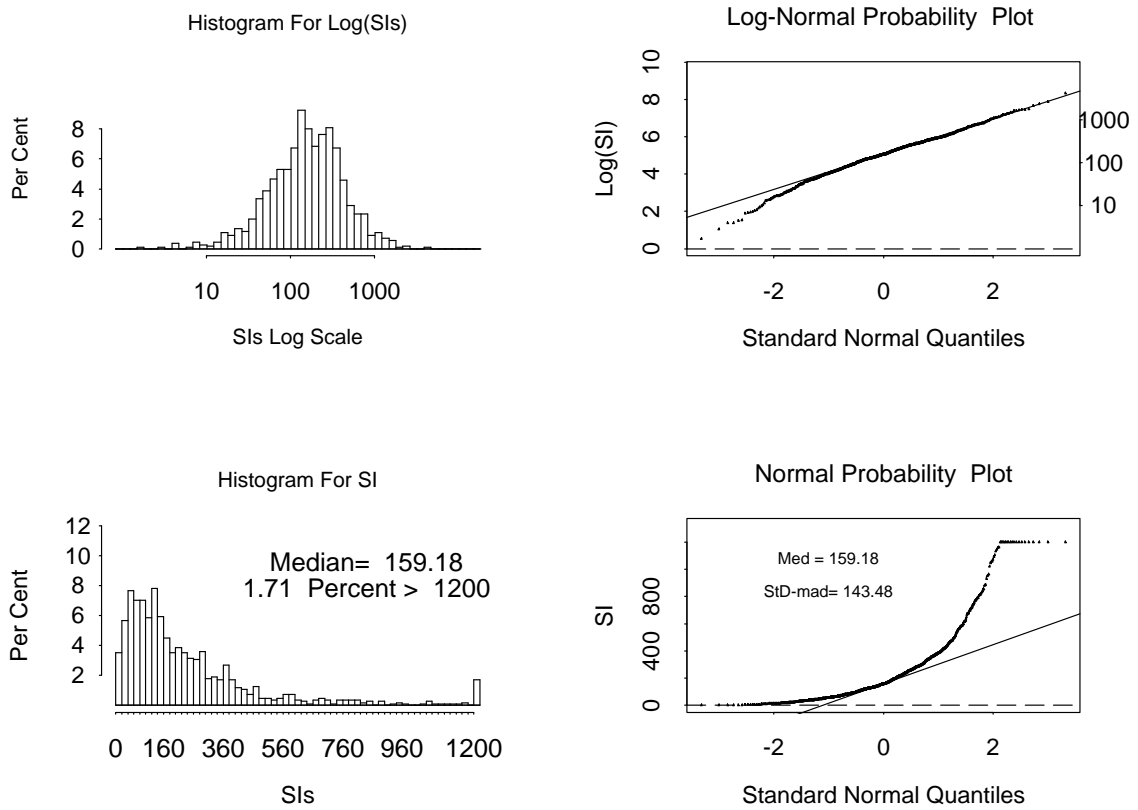 Histogram For Log(SIs)
Per Cent
8
6
4
2
0
10 100 1000
SIs Log Scale
Log-Normal Probability Plot
Log(SI)
10
8
6
4
2
0
1000
100
10
-2 0 2
Standard Normal Quantiles
Histogram For SI
Per Cent
12
10
8
6
4
2
Median= 159.18
1.71 Percent > 1200
0 160 360 560 760 960 1200
SIs
Normal Probability Plot
SI
800
400
0
Med = 159.18
StD-mad= 143.48
-2 0 2
Standard Normal Quantiles